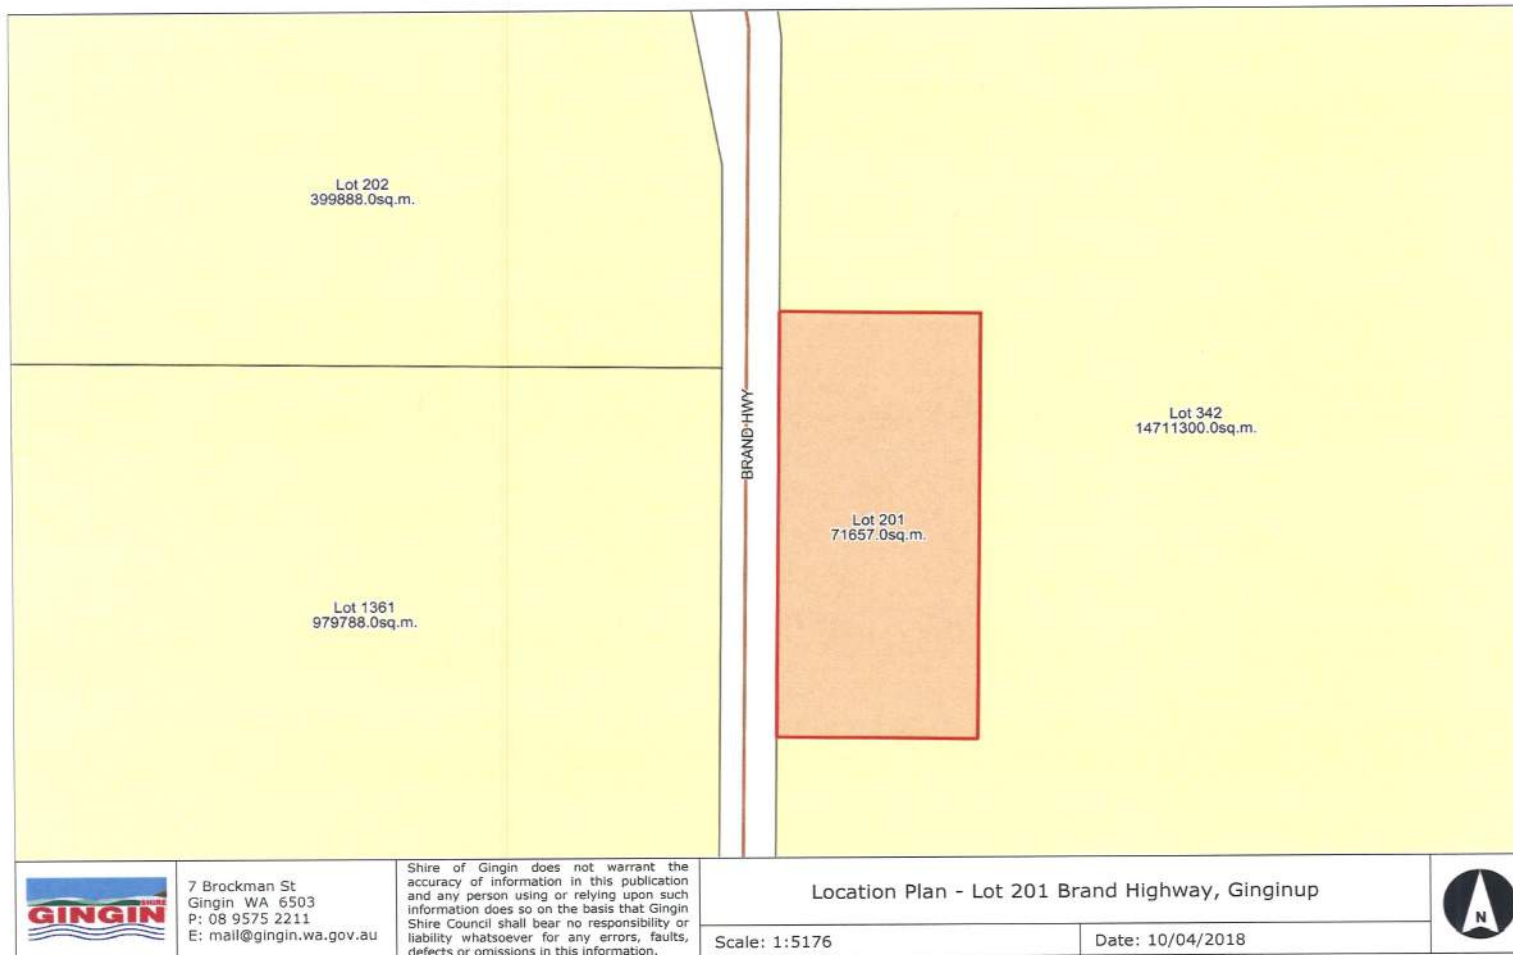 Lot 202
399888.0sq.m.
BRAND HWY
Lot 342
14711300.0sq.m.
Lot 201
71657.0sq.m.
Lot 1361
979788.0sq.m.
SHIRE
GINGIN
7 Brockman St
Gingin WA 6503
P: 08 9575 2211
E: mail@gingin.wa.gov.au
Shire of Gingin does not warrant the
accuracy of information in this publication
and any person using or relying upon such
information does so on the basis that Gingin
Shire Council shall bear no responsibility or
liability whatsoever for any errors, faults,
defects or omissions in this information.
Location Plan - Lot 201 Brand Highway, Ginginup
Scale: 1:5176
Date: 10/04/2018
N